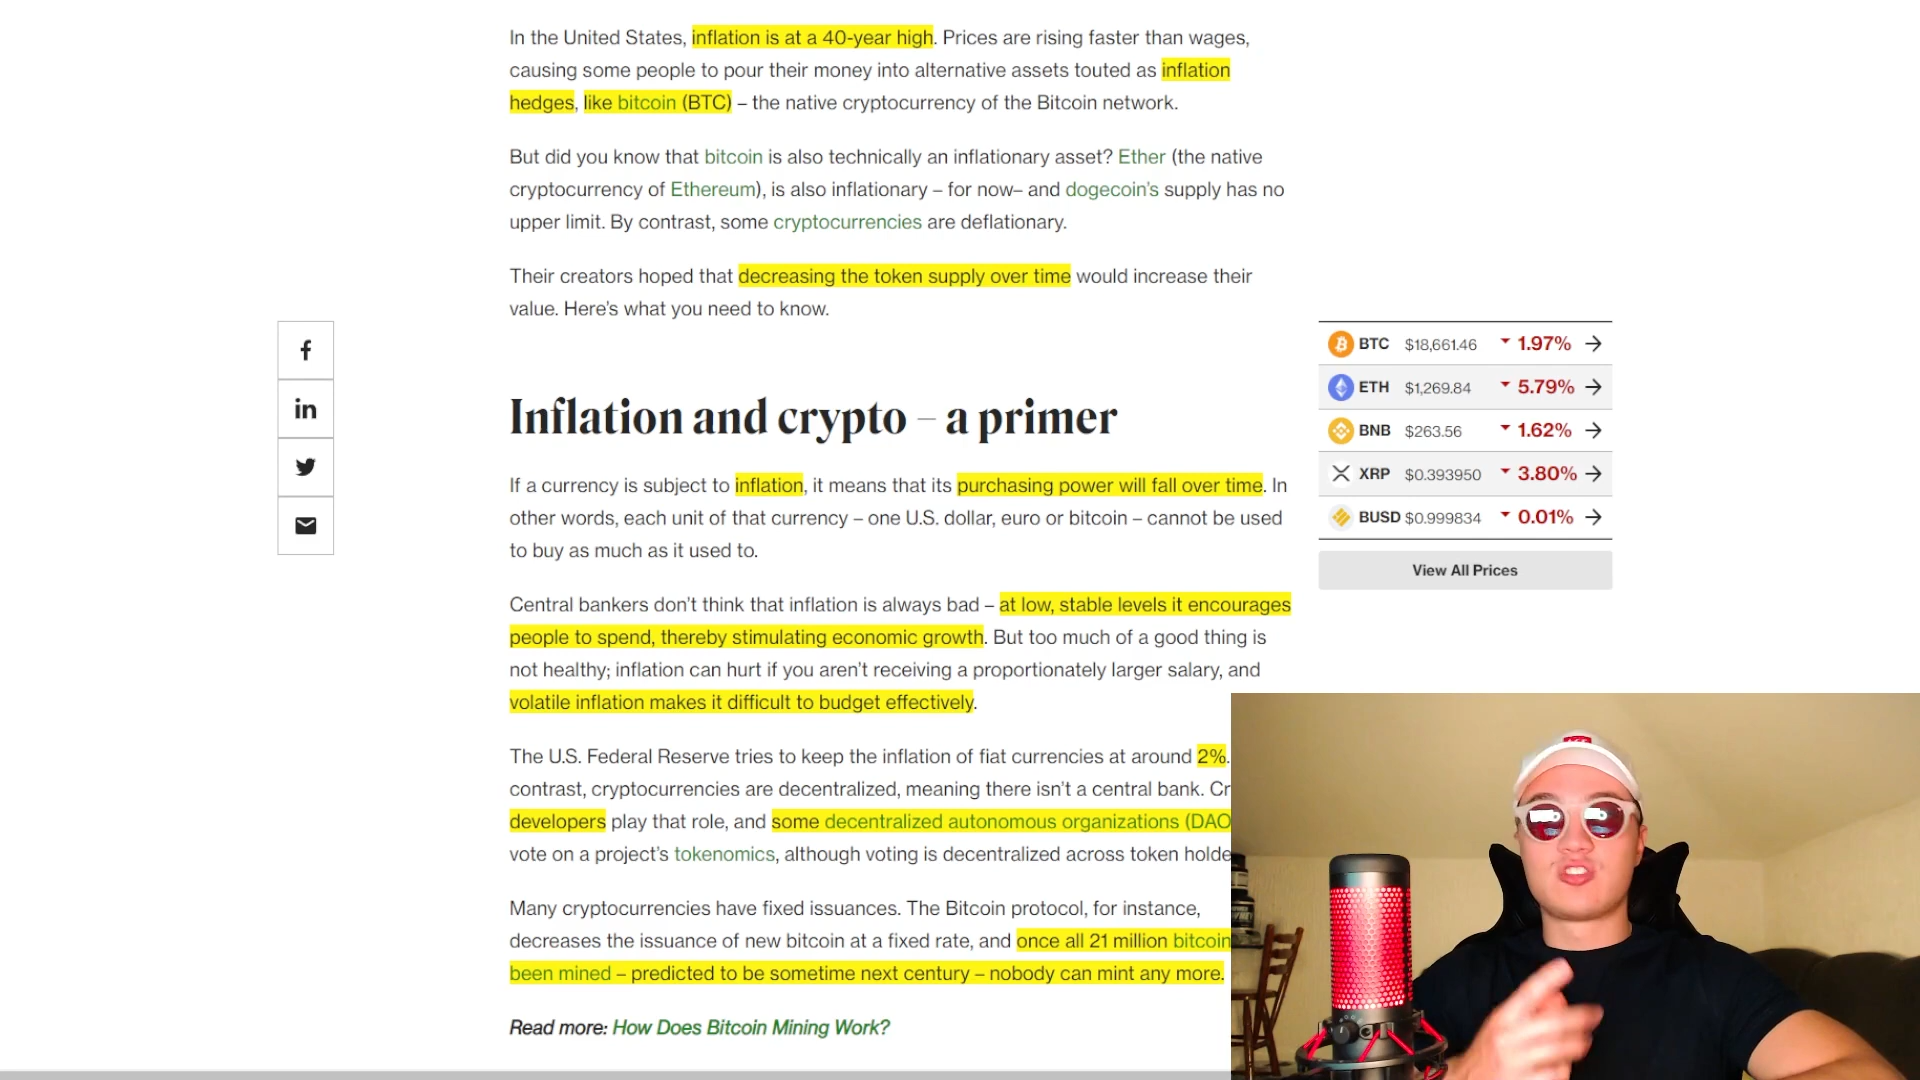 In the United States, inflation is at a 40-year high. Prices are rising faster than wages,
causing some people to pour their money into alternative assets touted as inflation
hedges, like bitcoin (BTC) – the native cryptocurrency of the Bitcoin network.
But did you know that bitcoin is also technically an inflationary asset? Ether (the native
cryptocurrency of Ethereum), is also inflationary – for now– and dogecoin’s supply has no
upper limit. By contrast, some cryptocurrencies are deflationary.
Their creators hoped that decreasing the token supply over time would increase their
value. Here’s what you need to know.
Inflation and crypto – a primer
If a currency is subject to inflation, it means that its purchasing power will fall over time. In
other words, each unit of that currency – one U.S. dollar, euro or bitcoin – cannot be used
to buy as much as it used to.
Central bankers don’t think that inflation is always bad – at low, stable levels it encourages
people to spend, thereby stimulating economic growth. But too much of a good thing is
not healthy; inflation can hurt if you aren’t receiving a proportionately larger salary, and
volatile inflation makes it difficult to budget effectively.
The U.S. Federal Reserve tries to keep the inflation of fiat currencies at around 2%.
contrast, cryptocurrencies are decentralized, meaning there isn’t a central bank. Cr
developers play that role, and some decentralized autonomous organizations (DAO
vote on a project’s tokenomics, although voting is decentralized across token holde
Many cryptocurrencies have fixed issuances. The Bitcoin protocol, for instance,
decreases the issuance of new bitcoin at a fixed rate, and once all 21 million bitcoin
been mined – predicted to be sometime next century – nobody can mint any more.
Read more: How Does Bitcoin Mining Work?
BTC $18,661.46 1.97%
ETH $1,269.84 5.79%
BNB $263.56 1.62%
XRP $0.393950 3.80%
BUSD $0.999834 0.01%
View All Prices